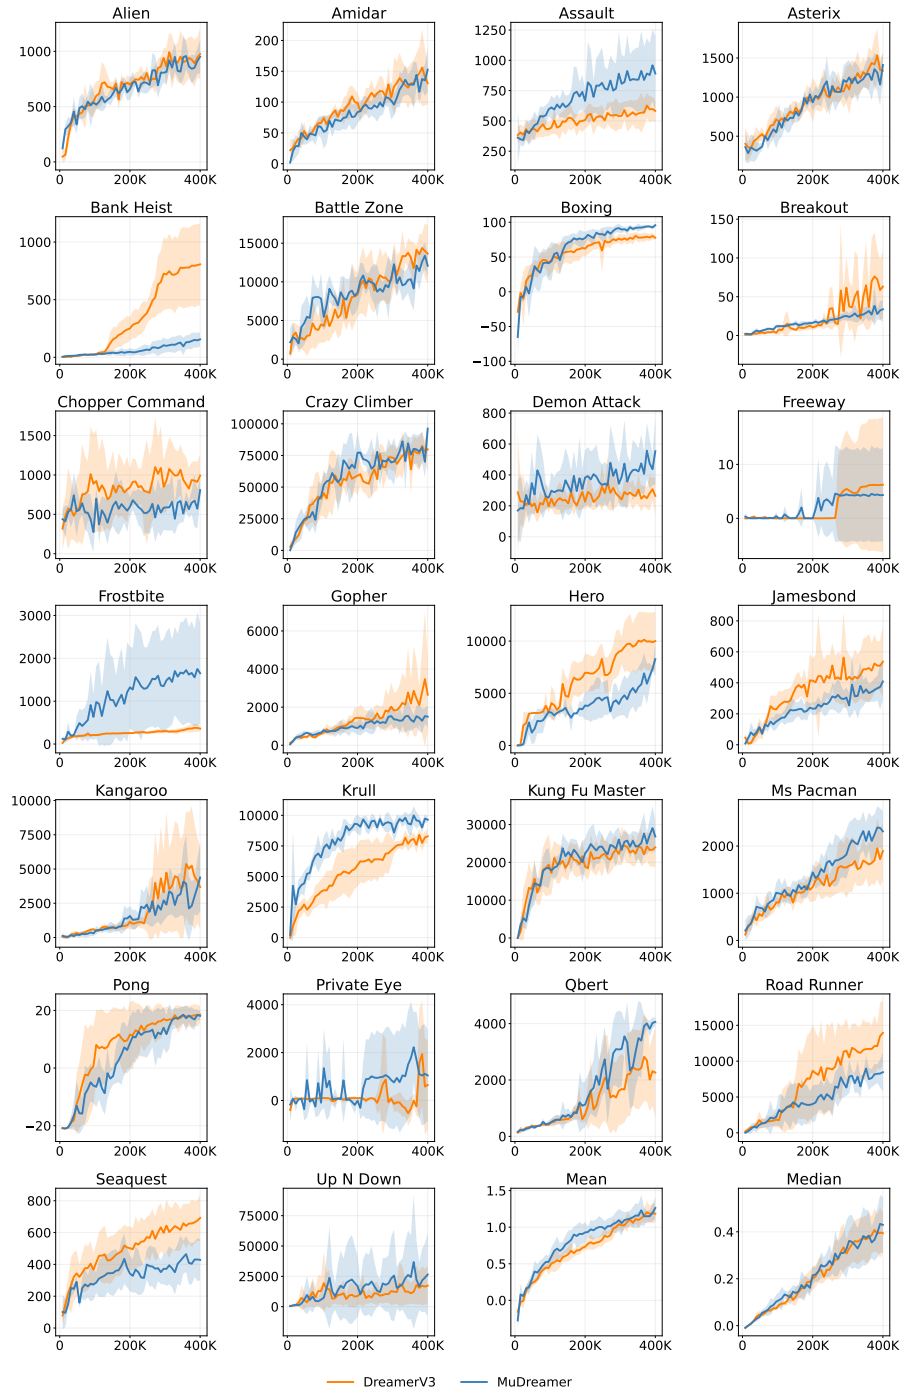 Alien Amidar Assault Asterix
1000 500 0
200 150 100 50 0
1250 1000 750 500 250
1500 1000 500
0 200K 400K 0 200K 400K 0 200K 400K 0 200K 400K
Bank Heist Battle Zone Boxing Breakout
1000 500 0
15000 10000 5000 0
100 50 0 −50 −100
150 100 50 0
0 200K 400K 0 200K 400K 0 200K 400K 0 200K 400K
Chopper Command Crazy Climber Demon Attack Freeway
1500 1000 500 0
100000 75000 50000 25000 0
800 600 400 200 0
10 0
0 200K 400K 0 200K 400K 0 200K 400K 0 200K 400K
Frostbite Gopher Hero Jamesbond
3000 2000 1000 0
6000 4000 2000 0
10000 5000 0
800 600 400 200 0
0 200K 400K 0 200K 400K 0 200K 400K 0 200K 400K
Kangaroo Krull Kung Fu Master Ms Pacman
10000 7500 5000 2500 0
10000 7500 5000 2500 0
30000 20000 10000 0
2000 1000 0
0 200K 400K 0 200K 400K 0 200K 400K 0 200K 400K
Pong Private Eye Qbert Road Runner
20 0 −20
4000 2000 0
4000 2000 0
15000 10000 5000 0
0 200K 400K 0 200K 400K 0 200K 400K 0 200K 400K
Seaquest Up N Down Mean Median
800 600 400 200 0
75000 50000 25000 0
1.5 1.0 0.5 0.0
0.4 0.2 0.0
0 200K 400K 0 200K 400K 0 200K 400K 0 200K 400K
DreamerV3 MuDreamer